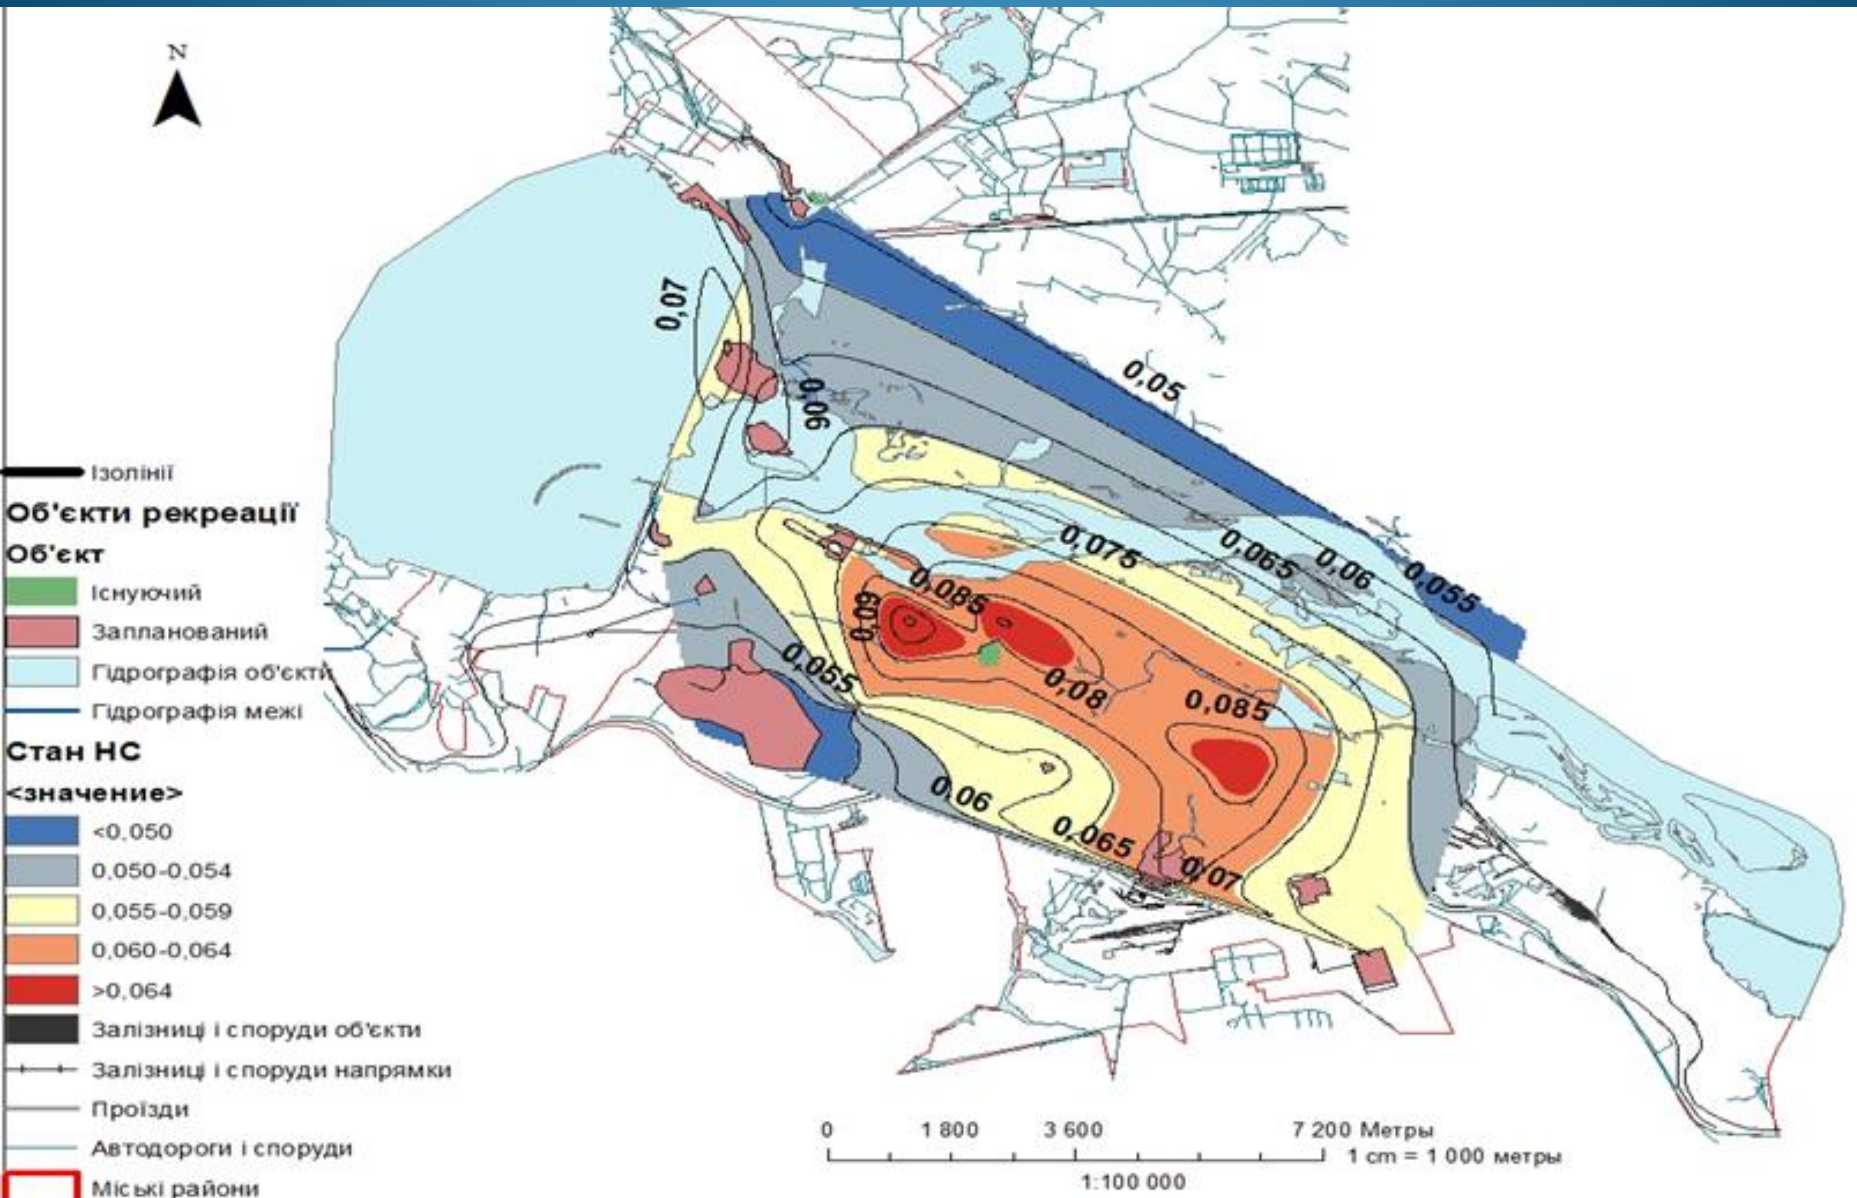 N
0,07
0,05
0,06
0,075
0,065
0,06
0,055
0,085
0,09
0,055
0,08
0,085
0,06
0,065
0,07
Ізолінії
Об'єкти рекреації
Об'єкт
Існуючий
Запланований
Гідрографія об'єкти
Гідрографія межі
Стан НС
<значение>
<0,050
0,050-0,054
0,055-0,059
0,060-0,064
>0,064
Залізниці і споруди об'єкти
Залізниці і споруди напрямки
Проїзди
Автодороги і споруди
Міські райони
0 1 800 3 600 7 200 Метры
1 cm = 1 000 метры
1:100 000